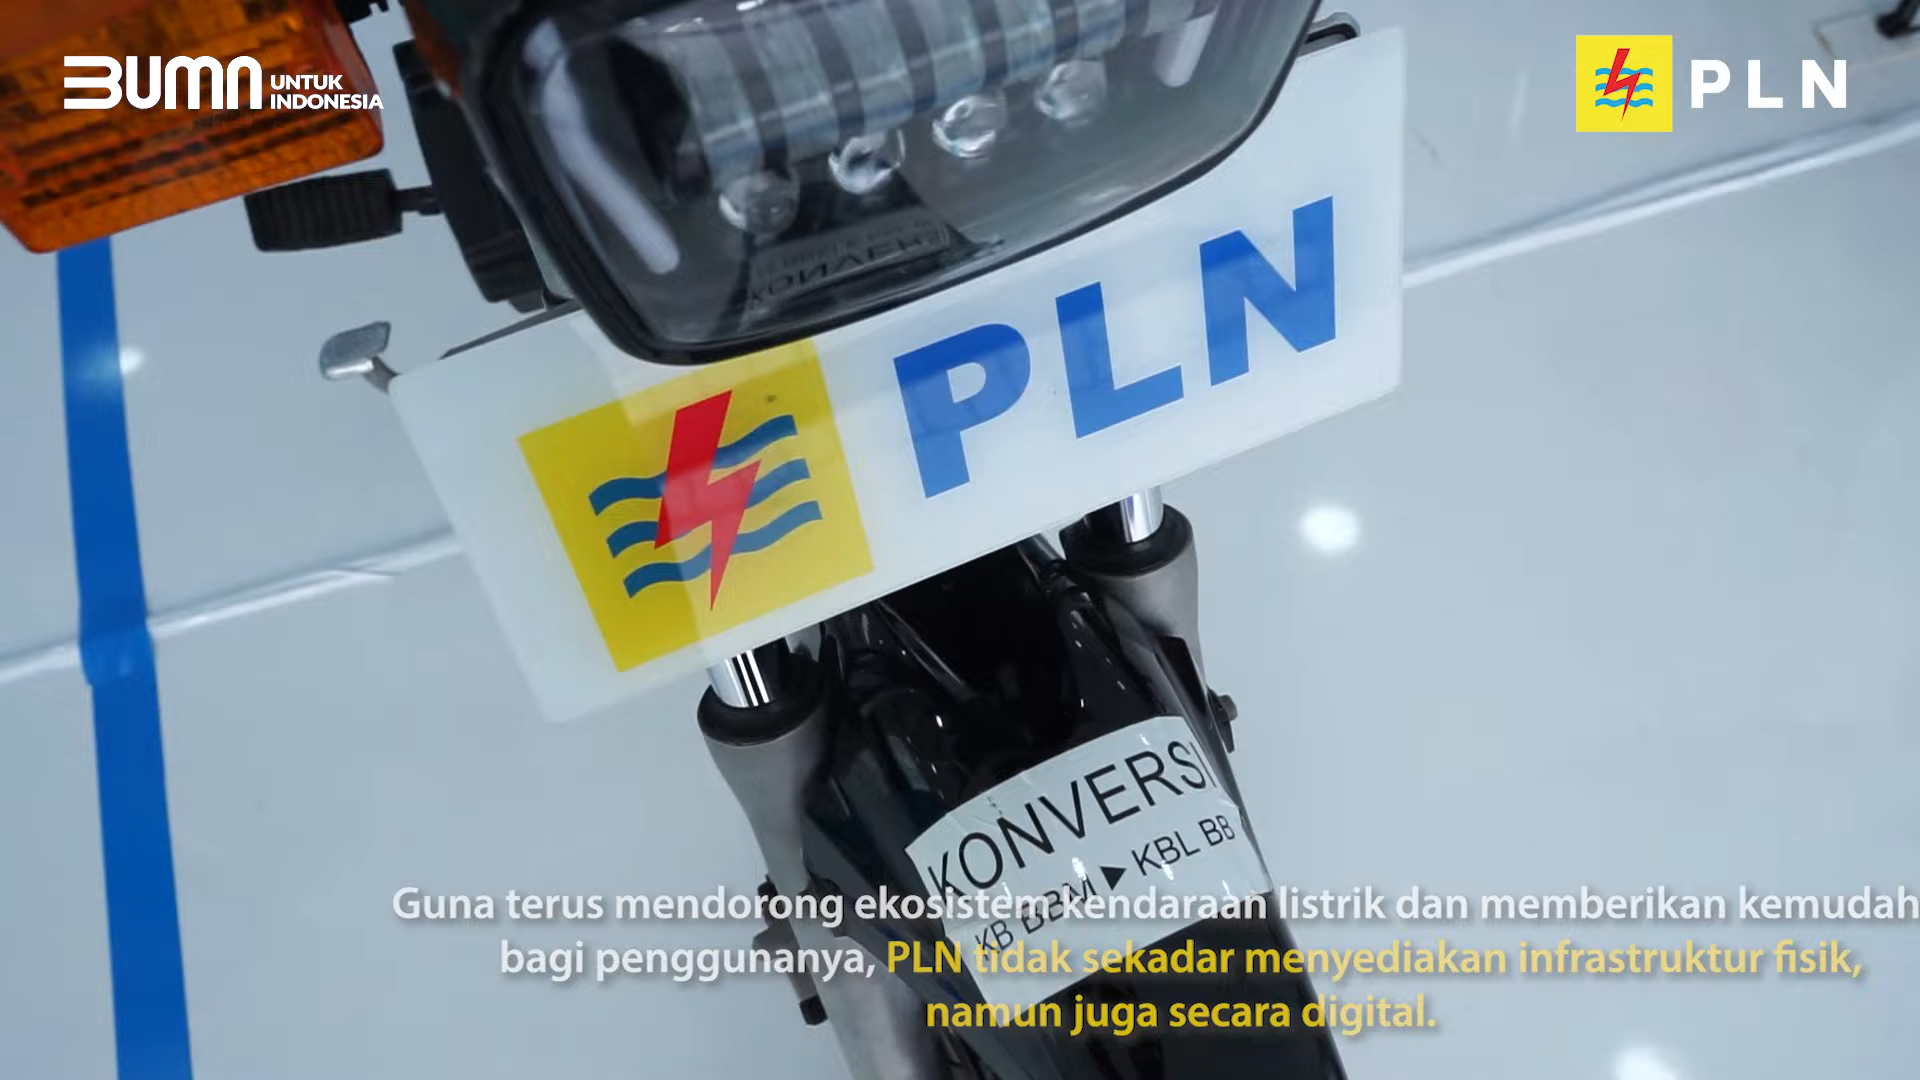 BUMN UNTUK
INDONESIA
PLN
PLN
KONVERSI
KB BBM ▶ KBL BB
Guna terus mendorong ekosistem kendaraan listrik dan memberikan kemudah
bagi penggunanya, PLN tidak sekadar menyediakan infrastruktur fisik,
namun juga secara digital.